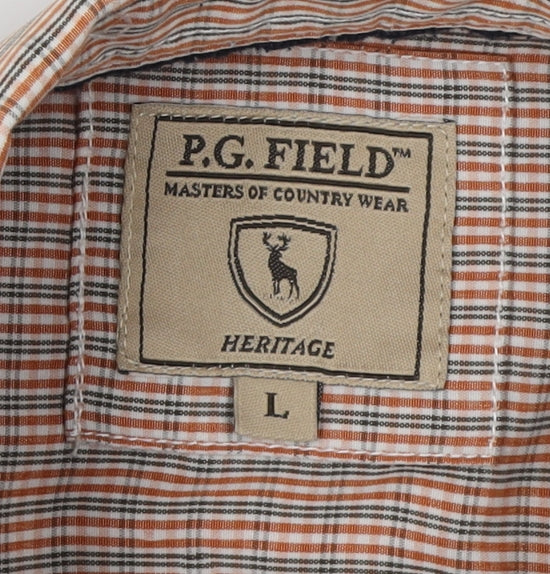 P.G. FIELD™
MASTERS OF COUNTRY WEAR
HERITAGE
L